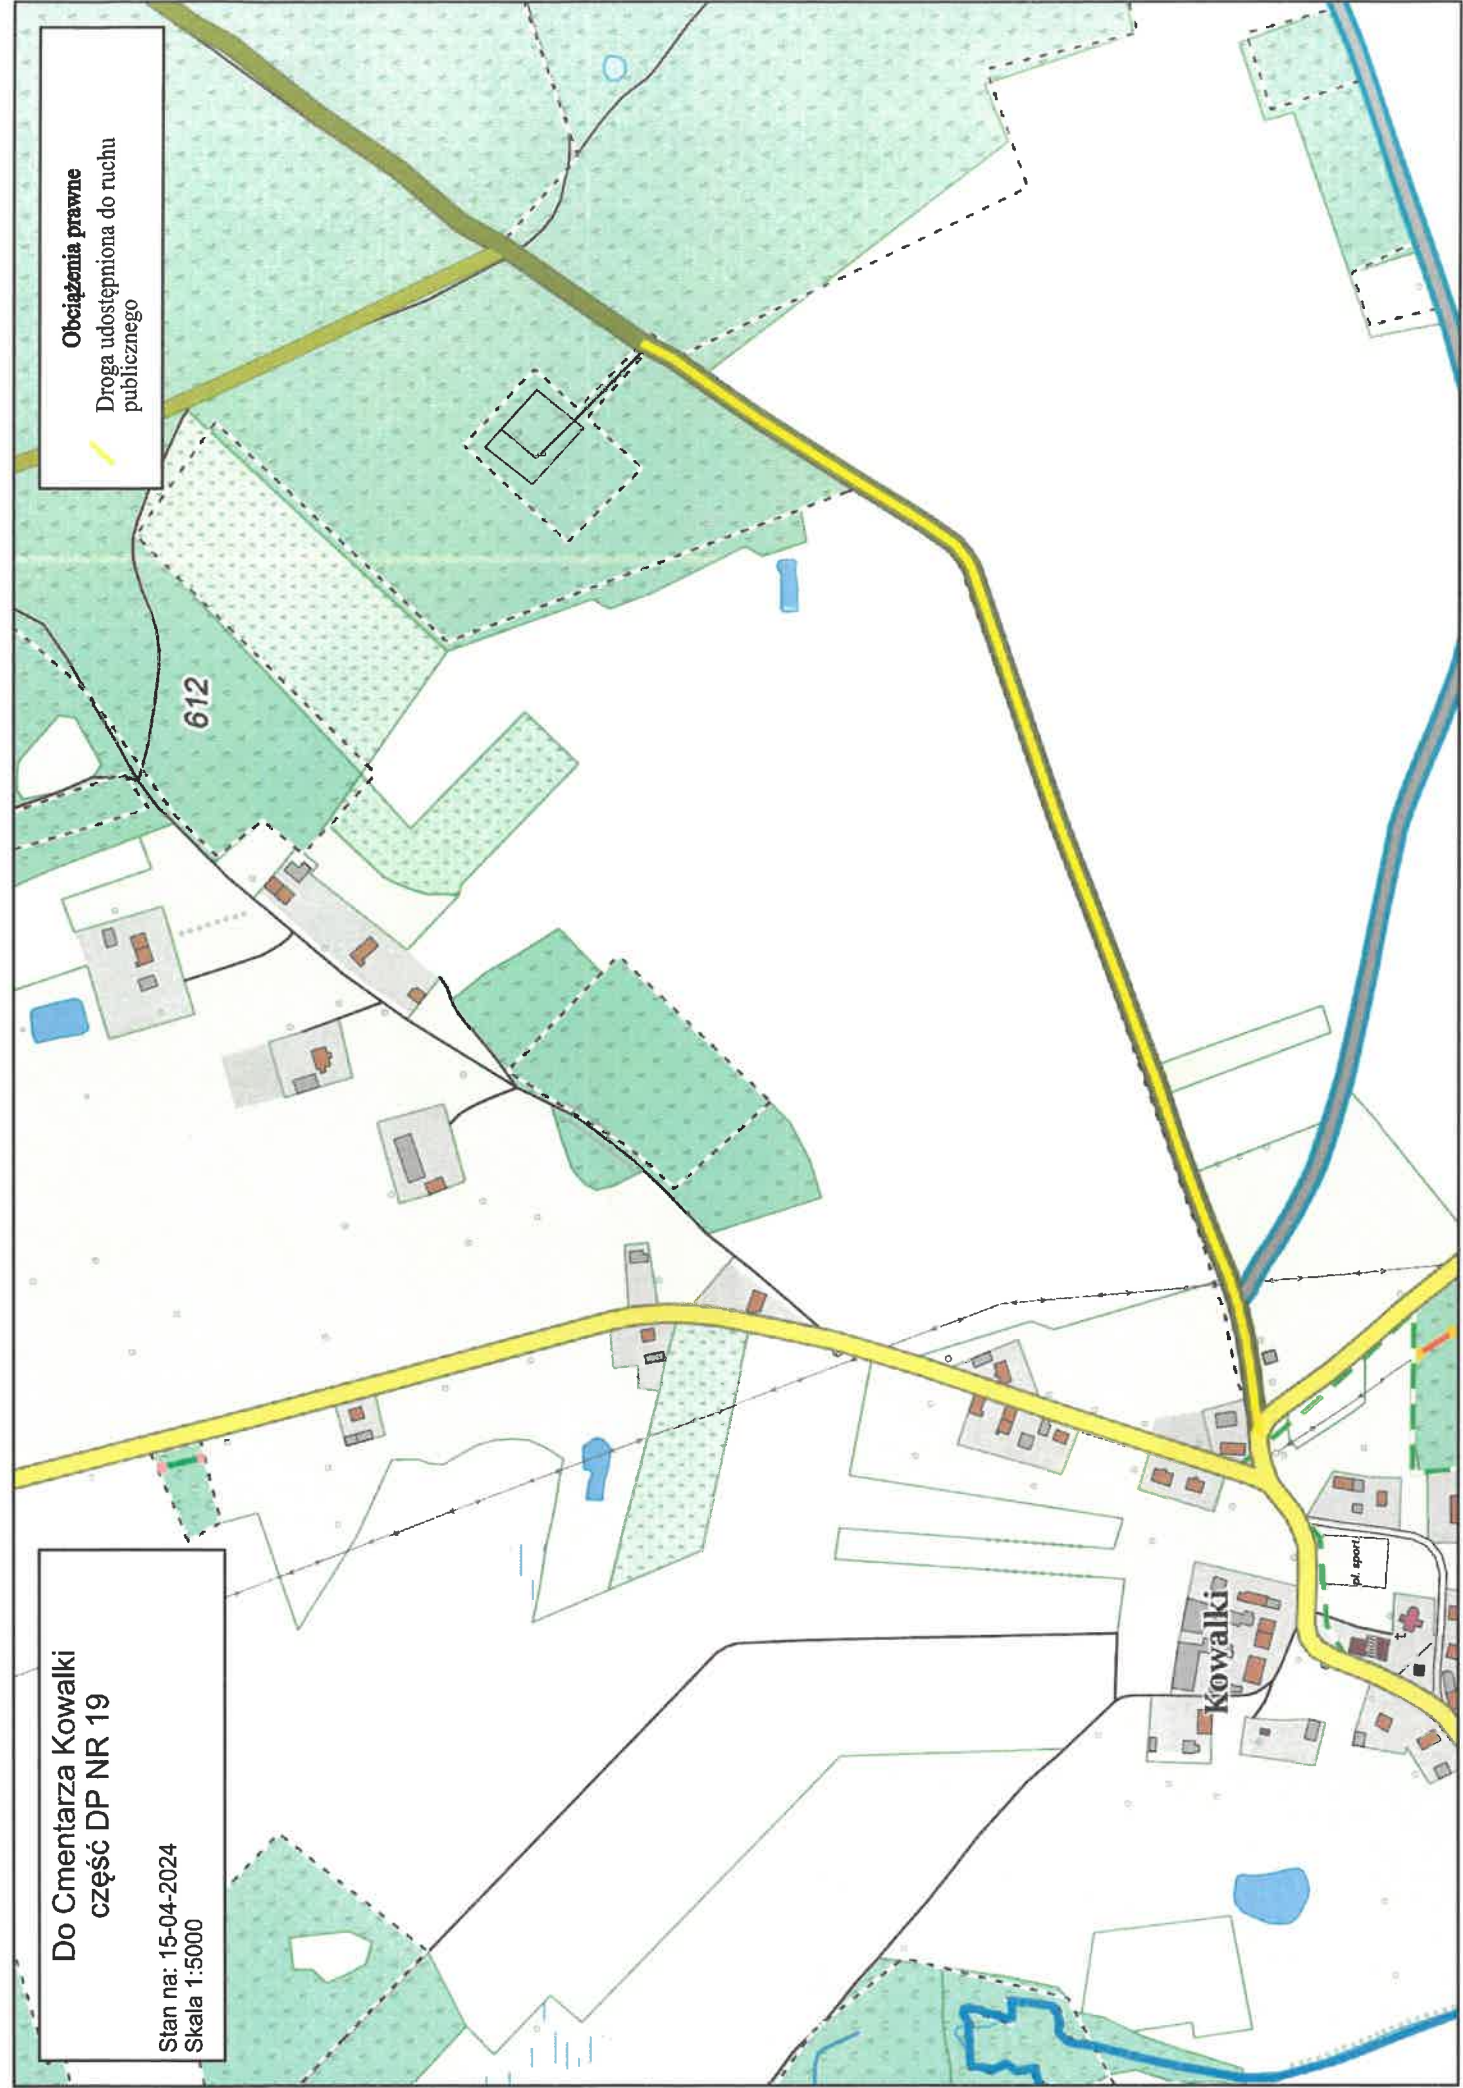 Do Cmentarza Kowalki
część DP NR 19
Stan na: 15-04-2024
Skala 1:5000
Obciążenia prawne
Droga udostępniona do ruchu
publicznego
612
Kowalki
pl. sport.